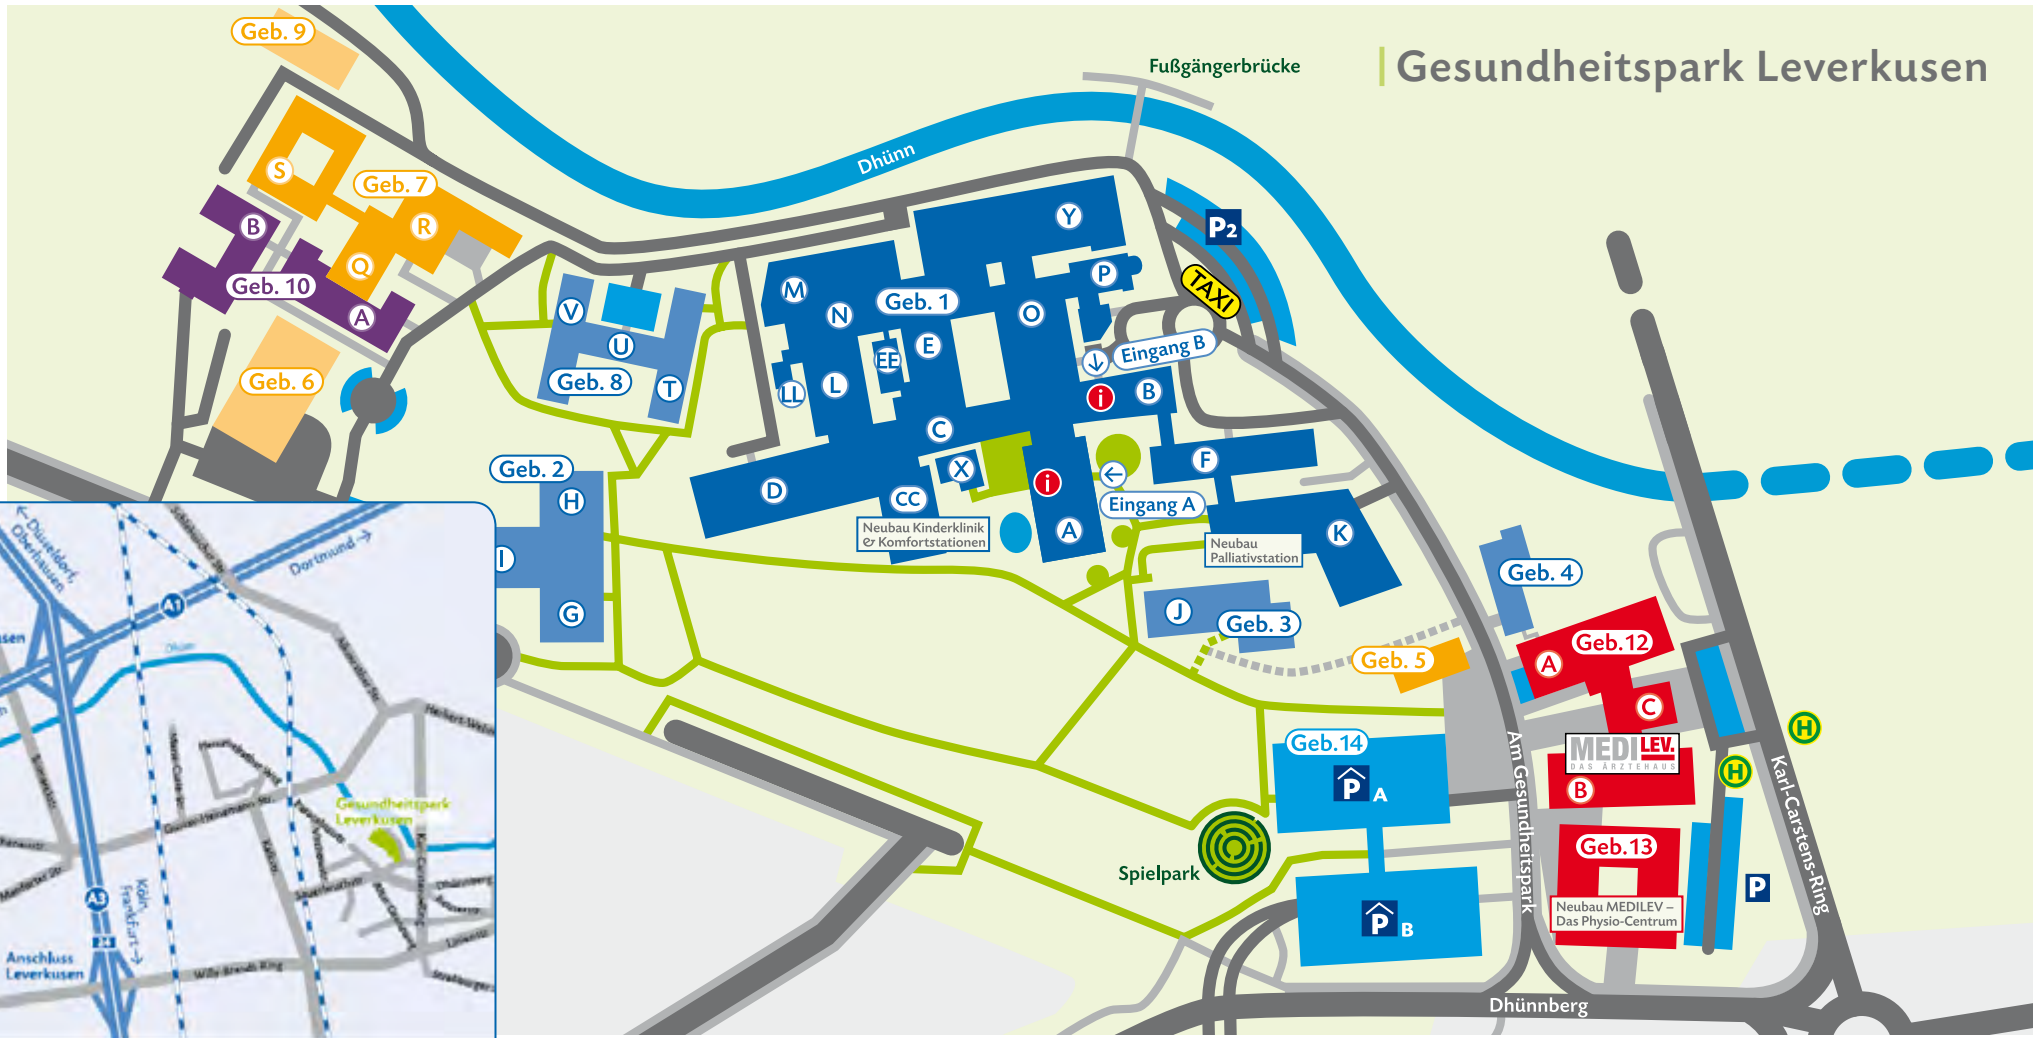 Gesundheitspark Leverkusen
Geb. 9
Fußgängerbrücke
Dhünn
S
Geb. 7
R
B
Q
Geb. 10
A
Geb. 6
V
U
Geb. 8
T
M
N
Geb. 1
Y
P
O
P2
TAXI
E
EE
L
LL
Eingang B
i
B
C
X
D
CC
Neubau Kinderklinik
& Komfortstationen
i
A
Eingang A
F
K
Neubau
Palliativstation
Geb. 2
H
I
G
J
Geb. 3
Geb. 4
Geb. 5
Geb.12
A
C
MEDILEV.
DAS ÄRZTEHAUS
B
H
H
Geb.13
Neubau MEDILEV –
Das Physio-Centrum
P
Geb.14
P A
P B
Spielpark
Am Gesundheitspark
Karl-Carstens-Ring
Dhünnberg
Düsseldorf,
Oberhausen
Dortmund
A1
Gesundheitspark
Leverkusen
A3
24
Köln,
Frankfurt
Anschluss
Leverkusen
Willy-Brandt-Ring